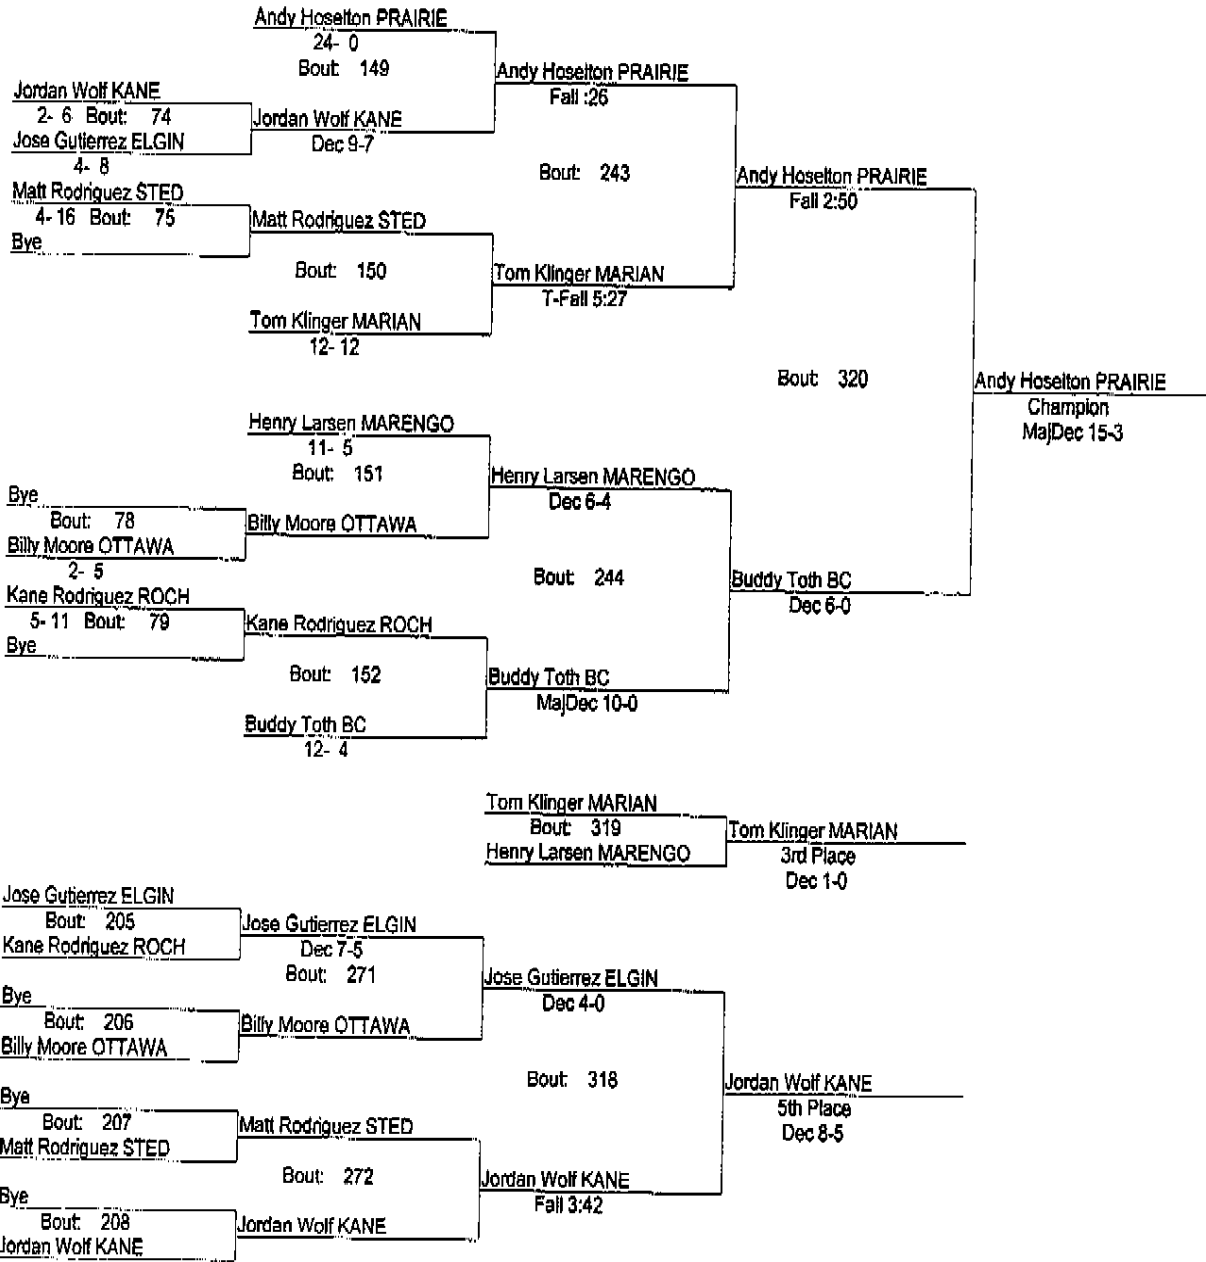 Andy Hoselton PRAIRIE
24- 0
Bout: 149
Andy Hoselton PRAIRIE
Fall :26
Jordan Wolf KANE
2- 6 Bout: 74
Jordan Wolf KANE
Dec 9-7
Jose Gutierrez ELGIN
4- 8
Bout: 243
Andy Hoselton PRAIRIE
Fall 2:50
Matt Rodriguez STED
4- 16 Bout: 75
Matt Rodriguez STED
Bye
Bout: 150
Tom Klinger MARIAN
T-Fall 5:27
Tom Klinger MARIAN
12- 12
Bout: 320
Andy Hoselton PRAIRIE
Champion
MajDec 15-3
Henry Larsen MARENGO
11- 5
Bout: 151
Henry Larsen MARENGO
Dec 6-4
Bye
Bout: 78
Billy Moore OTTAWA
Billy Moore OTTAWA
2- 5
Bout: 244
Buddy Toth BC
Dec 6-0
Kane Rodriguez ROCH
5- 11 Bout: 79
Kane Rodriguez ROCH
Bye
Bout: 152
Buddy Toth BC
MajDec 10-0
Buddy Toth BC
12- 4
Tom Klinger MARIAN
Bout: 319
Tom Klinger MARIAN
Henry Larsen MARENGO
3rd Place
Dec 1-0
Jose Gutierrez ELGIN
Bout: 205
Jose Gutierrez ELGIN
Kane Rodriguez ROCH
Dec 7-5
Bout: 271
Jose Gutierrez ELGIN
Dec 4-0
Bye
Bout: 206
Billy Moore OTTAWA
Billy Moore OTTAWA
Bout: 318
Jordan Wolf KANE
5th Place
Dec 8-5
Bye
Bout: 207
Matt Rodriguez STED
Matt Rodriguez STED
Bout: 272
Jordan Wolf KANE
Fall 3:42
Bye
Bout: 208
Jordan Wolf KANE
Jordan Wolf KANE